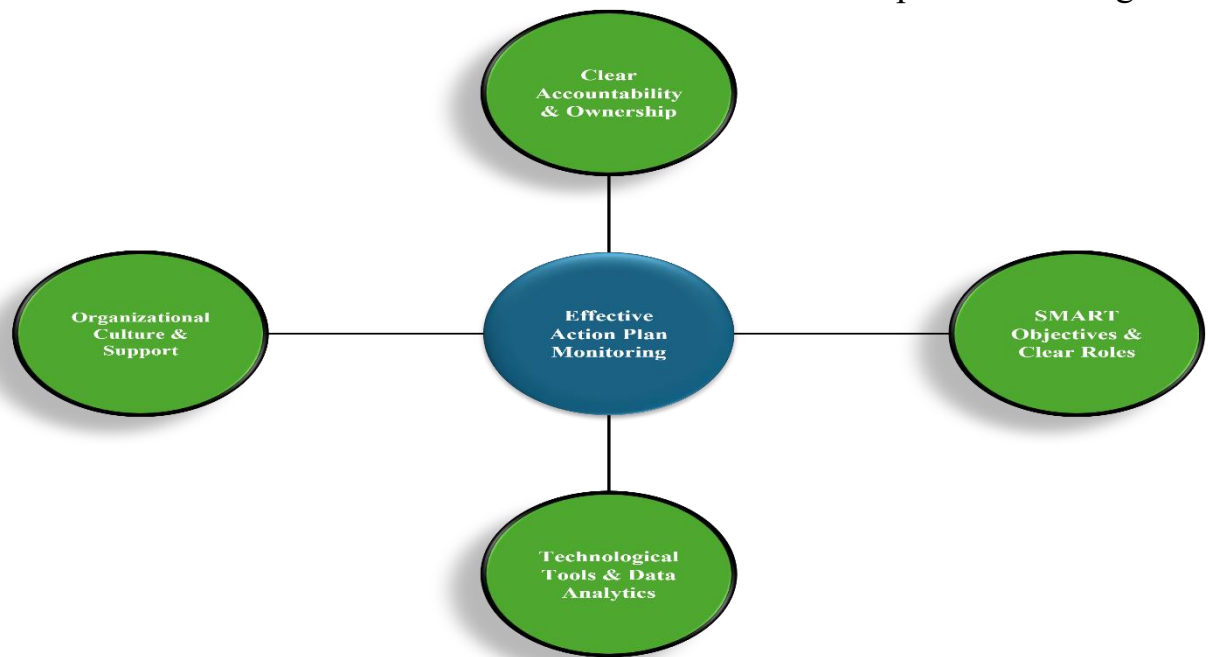 Clear
Accountability
& Ownership
Organizational
Culture &
Support
Effective
Action Plan
Monitoring
SMART
Objectives &
Clear Roles
Technological
Tools & Data
Analytics